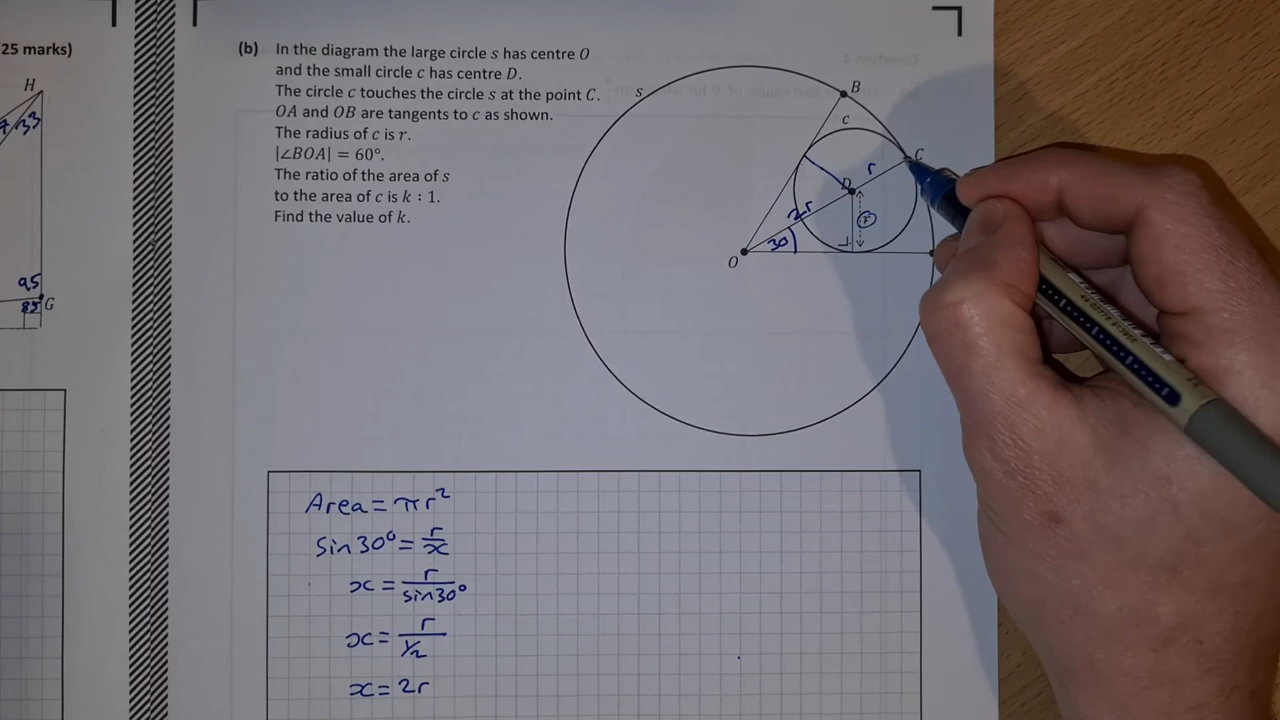 25 marks)
H
33
95
85 G
(b) In the diagram the large circle s has centre O
and the small circle c has centre D.
The circle c touches the circle s at the point C.
OA and OB are tangents to c as shown.
The radius of c is r.
|∠BOA| = 60°.
The ratio of the area of s
to the area of c is k : 1.
Find the value of k.
s
B
c
C
r
D
2r
r
30
O
Area = πr²
Sin30° = r/x
x = r/sin30°
x = r/½
x = 2r